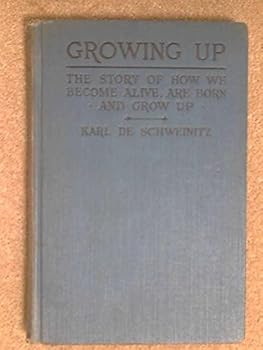 GROWING UP
THE STORY OF HOW WE
BECOME ALIVE, ARE BORN
· AND GROW UP ·
KARL DE SCHWEINITZ